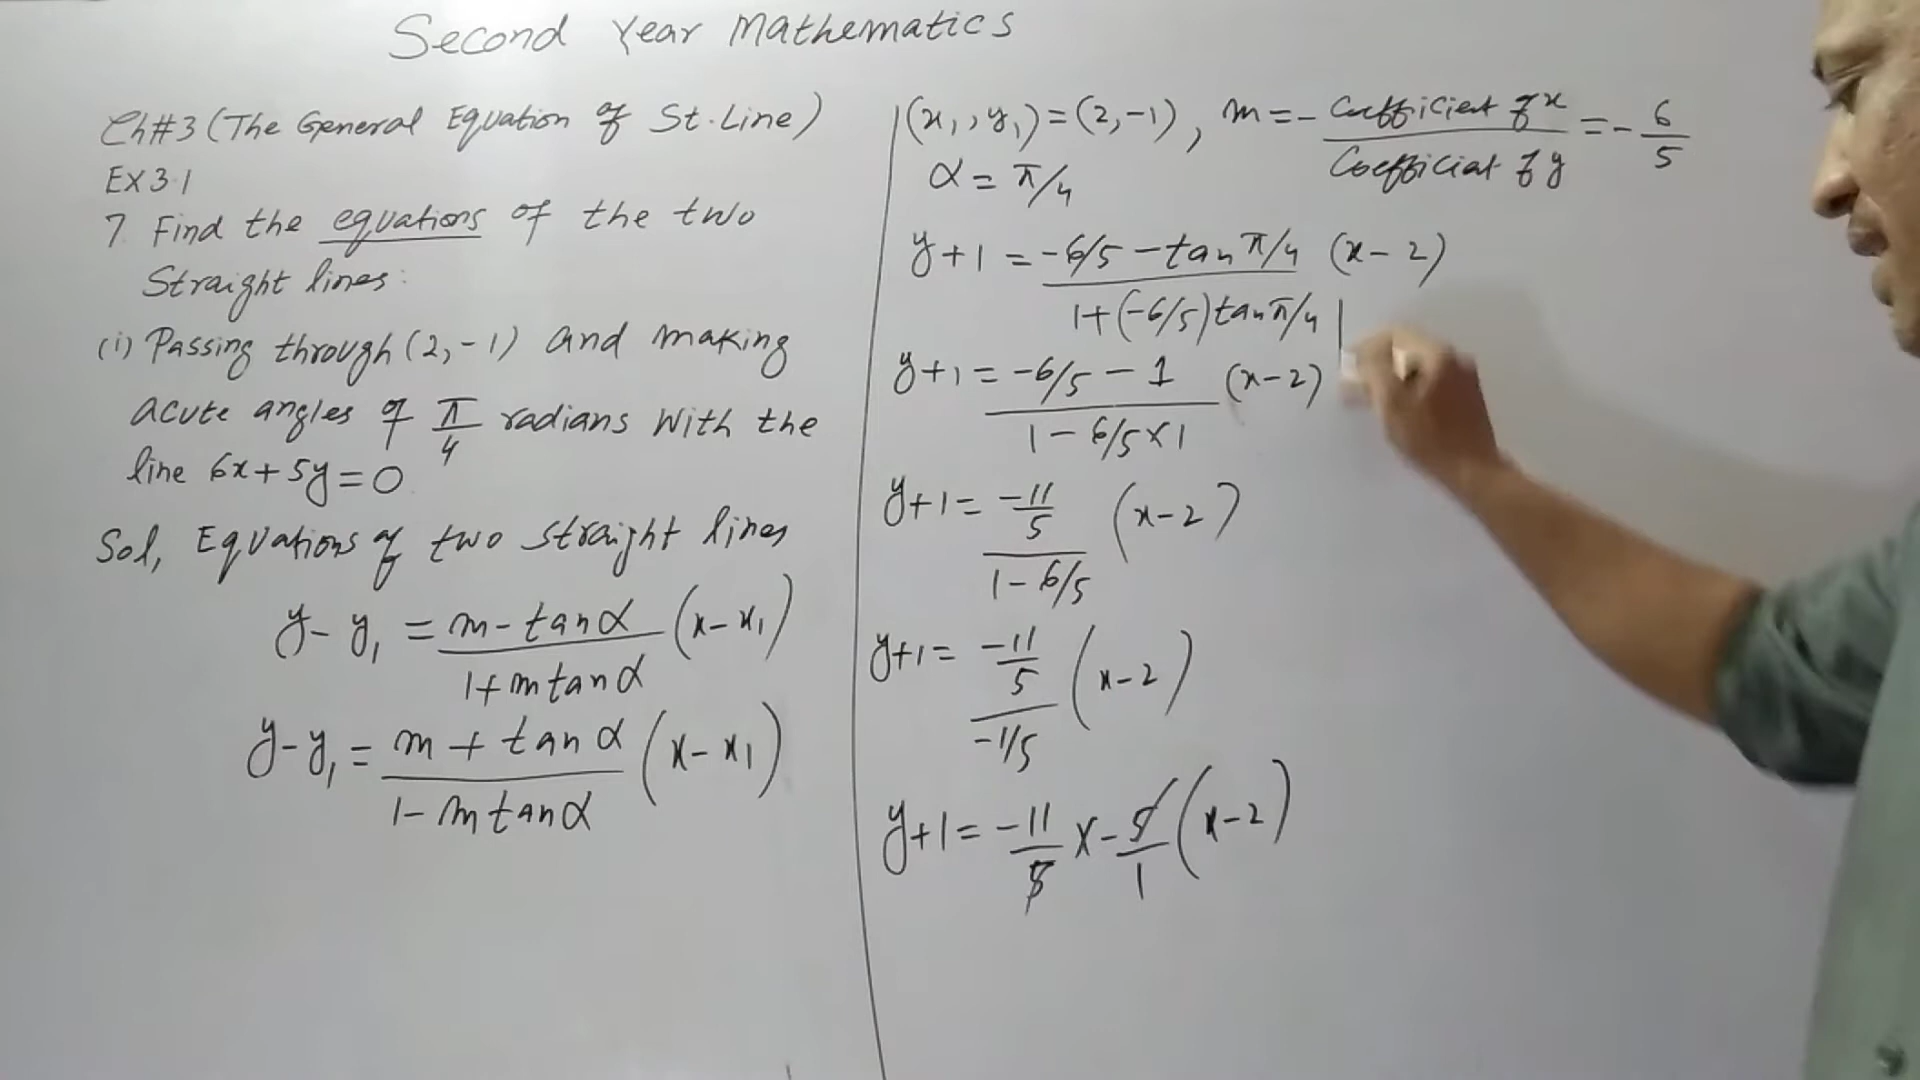 Second Year Mathematics
Ch#3 (The General Equation of St. Line)
EX 3.1
7. Find the equations of the two
Straight lines:
(i) Passing through (2,-1) and making
acute angles of π/4 radians with the
line 6x+5y=0
Sol, Equations of two straight lines
y-y₁ = (m-tanα)/(1+mtanα) (x-x₁)
y-y₁ = (m+tanα)/(1-mtanα) (x-x₁)
(x₁, y₁)=(2,-1), m=- Coefficient of x / Coefficient of y = - 6/5
α = π/4
y+1 = (-6/5 - tan π/4)/(1+(-6/5)tan π/4) (x-2)
y+1 = (-6/5 - 1)/(1-6/5×1) (x-2)
y+1 = (-11/5)/(1-6/5) (x-2)
y+1 = (-11/5)/(-1/5) (x-2)
y+1 = -11/5 × -5/1 (x-2)